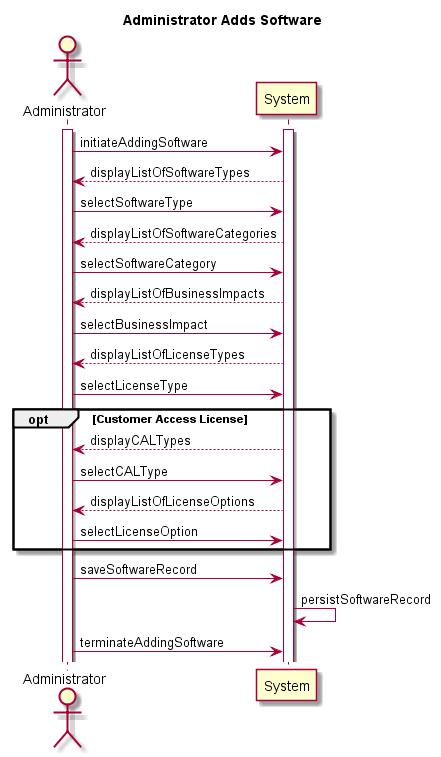 Administrator Adds Software
Administrator
System
initiateAddingSoftware
displayListOfSoftwareTypes
selectSoftwareType
displayListOfSoftwareCategories
selectSoftwareCategory
displayListOfBusinessImpacts
selectBusinessImpact
displayListOfLicenseTypes
selectLicenseType
opt [Customer Access License]
displayCALTypes
selectCALType
displayListOfLicenseOptions
selectLicenseOption
saveSoftwareRecord
persistSoftwareRecord
terminateAddingSoftware
Administrator
System